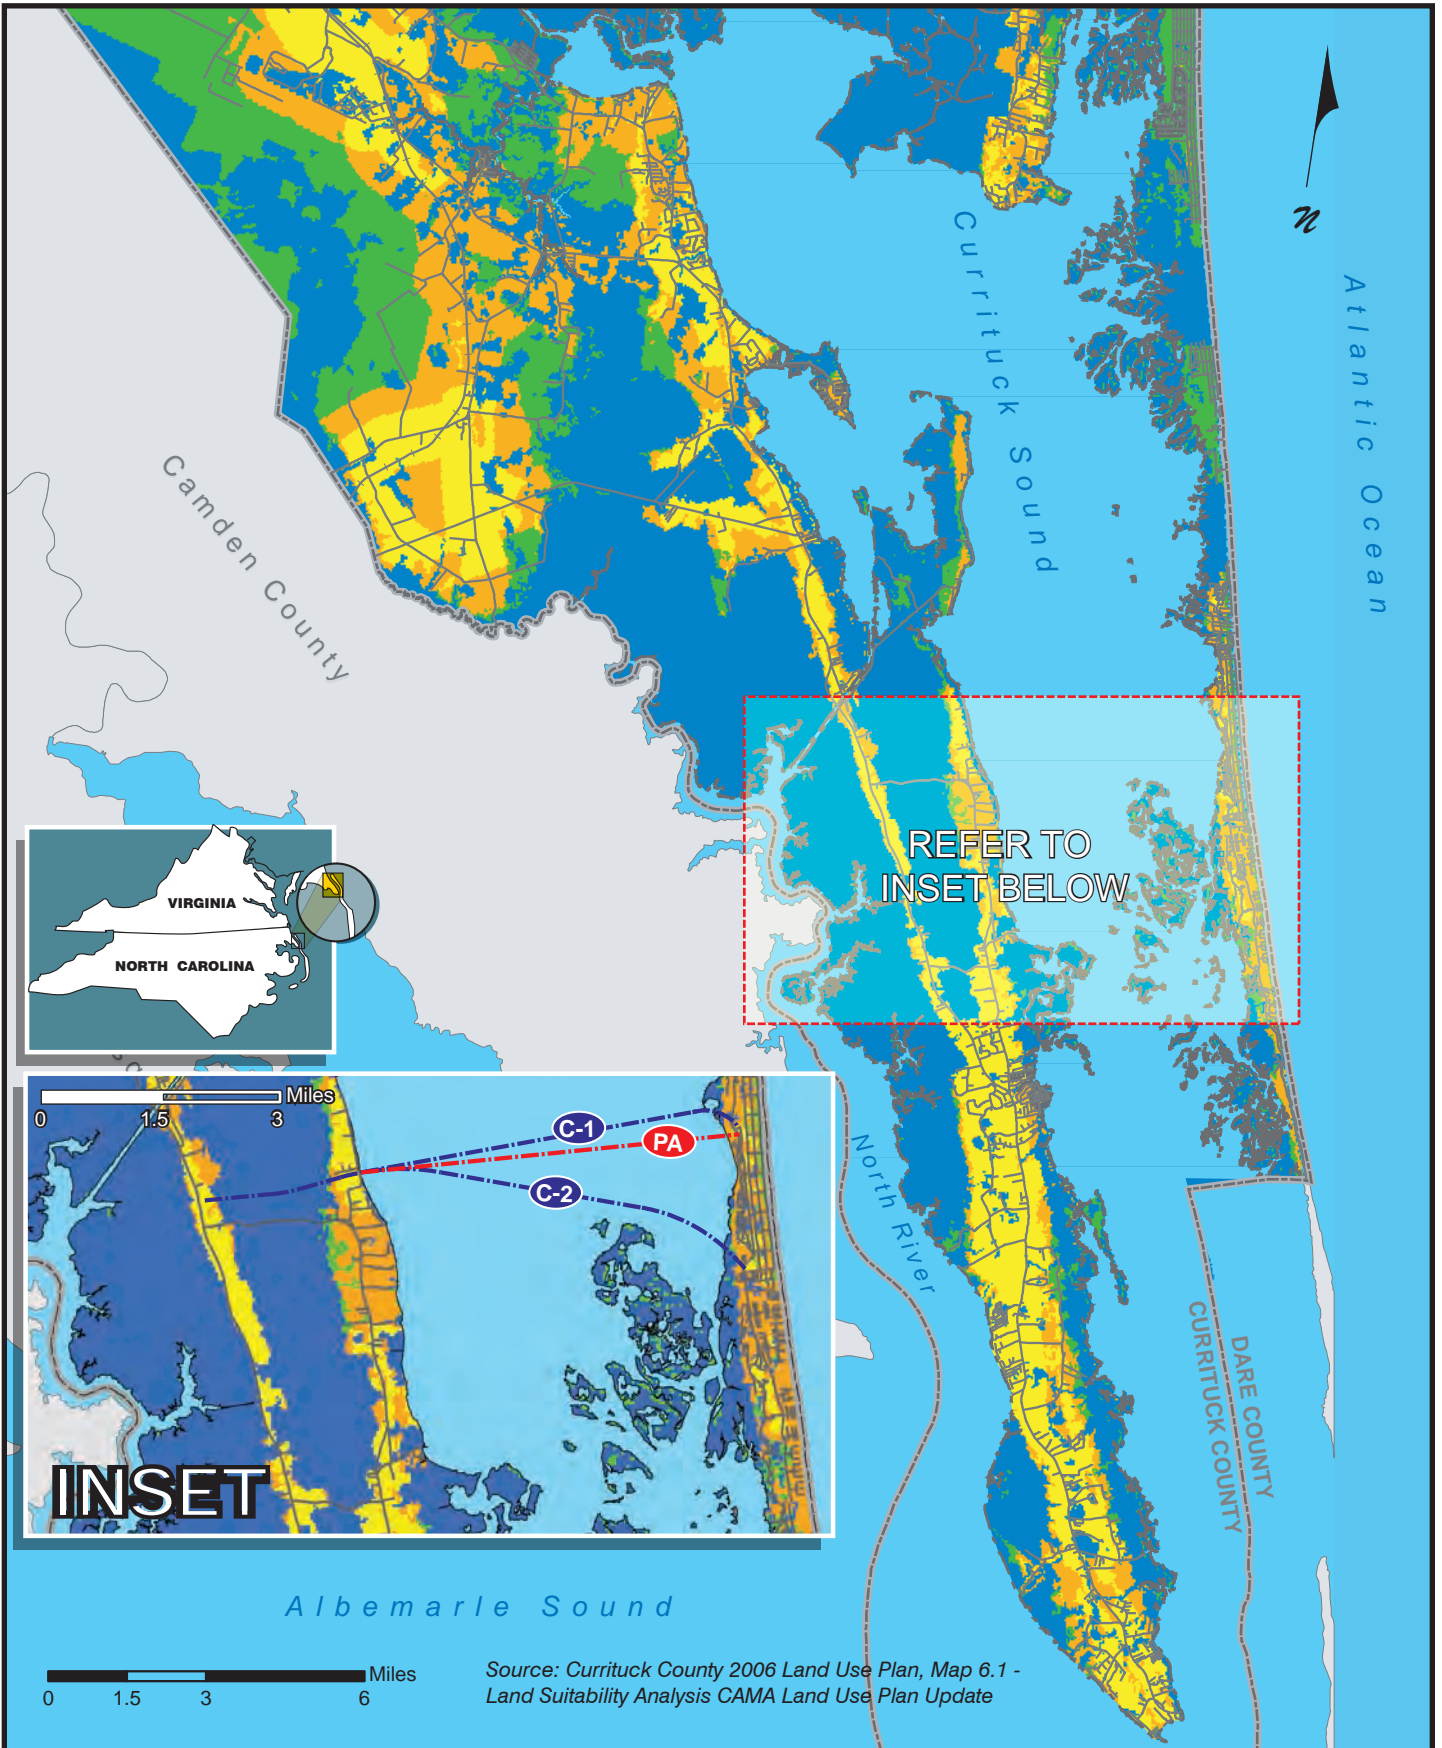 N
Currituck Sound
Atlantic Ocean
Camden County
REFER TO
INSET BELOW
VIRGINIA
NORTH CAROLINA
Miles
0 1.5 3
C-1
PA
C-2
INSET
North River
DARE COUNTY
CURRITUCK COUNTY
Albemarle Sound
Miles
0 1.5 3 6
Source: Currituck County 2006 Land Use Plan, Map 6.1 -
Land Suitability Analysis CAMA Land Use Plan Update